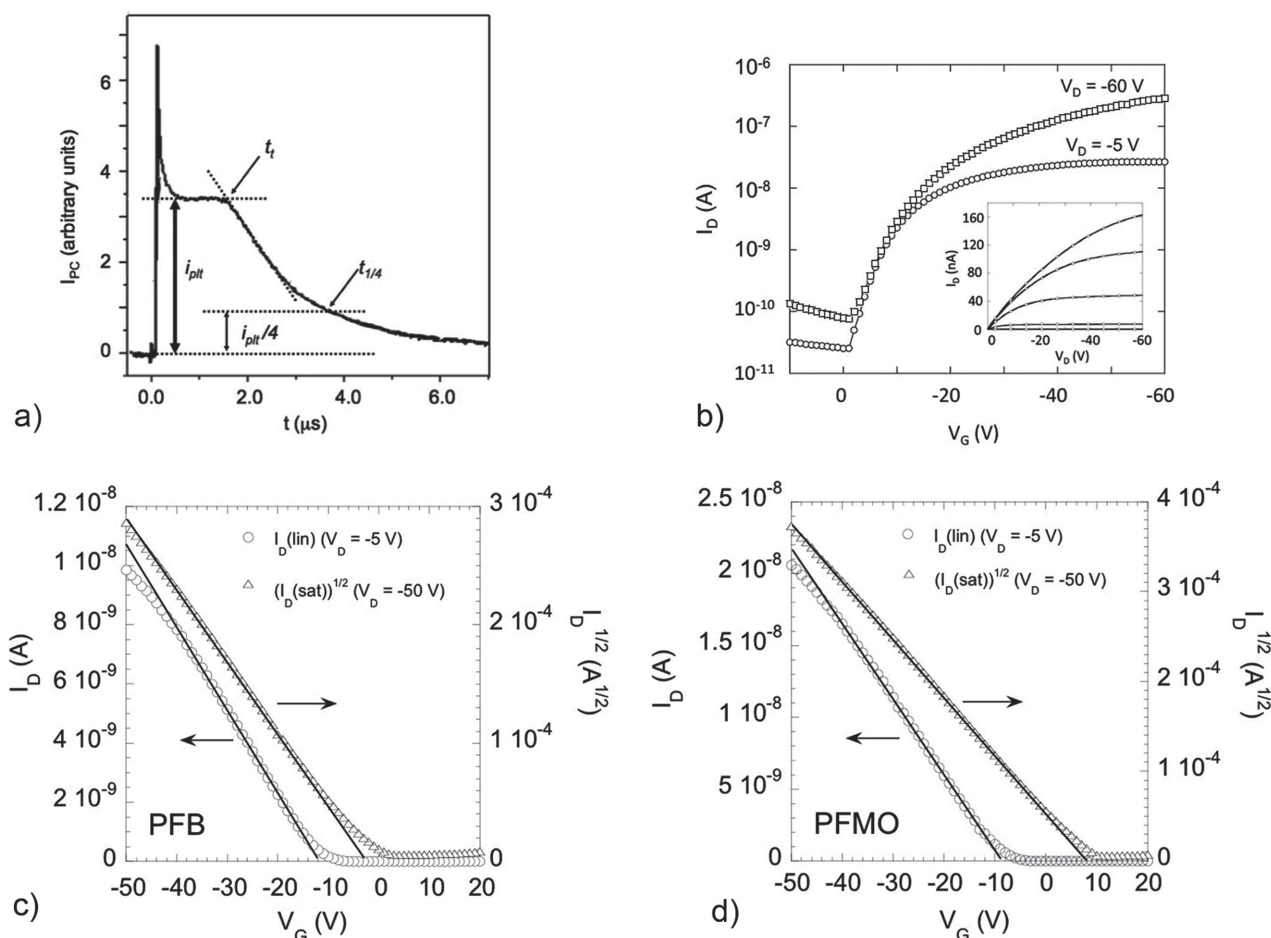 I_PC (arbitrary units)
6
4
2
0
t_t
i_plt
t_1/4
i_plt/4
0.0 2.0 4.0 6.0
t (μs)
a)
10^-6
10^-7
10^-8
10^-9
10^-10
10^-11
I_D (A)
V_D = -60 V
V_D = -5 V
I_D (nA)
160
120
80
40
0
0 -20 -40 -60
V_D (V)
0 -20 -40 -60
V_G (V)
b)
1.2 10^-8
1 10^-8
8 10^-9
6 10^-9
4 10^-9
2 10^-9
0
I_D (A)
I_D(lin) (V_D = -5 V)
(I_D(sat))^1/2 (V_D = -50 V)
3 10^-4
2 10^-4
1 10^-4
0
I_D^1/2 (A^1/2)
PFB
-50 -40 -30 -20 -10 0 10 20
V_G (V)
c)
2.5 10^-8
2 10^-8
1.5 10^-8
1 10^-8
5 10^-9
0
I_D (A)
I_D(lin) (V_D = -5 V)
(I_D(sat))^1/2 (V_D = -50 V)
4 10^-4
3 10^-4
2 10^-4
1 10^-4
0
I_D^1/2 (A^1/2)
PFMO
-50 -40 -30 -20 -10 0 10 20
V_G (V)
d)